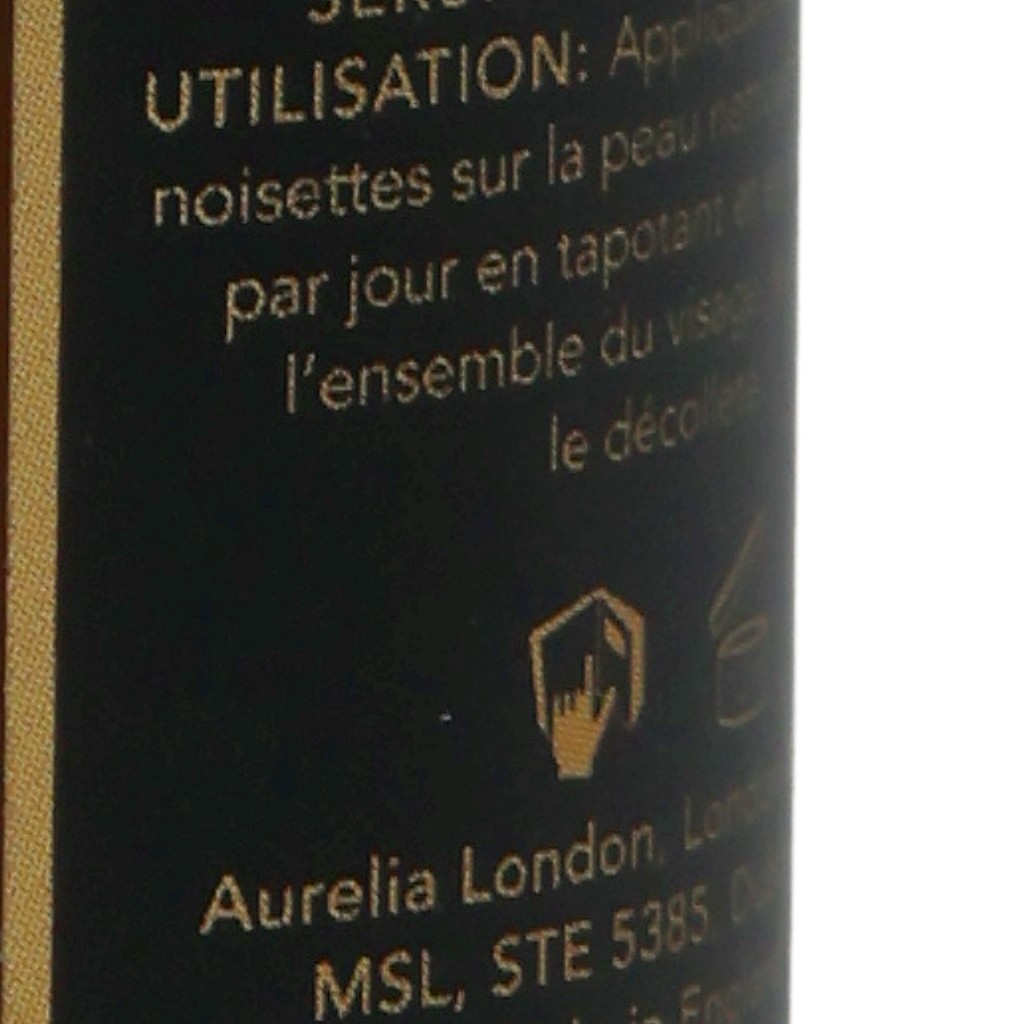 UTILISATION:
noisettes sur la peau
par jour en tapotant
l'ensemble du visage
le décolleté
Aurelia London,
MSL, STE 5385
in